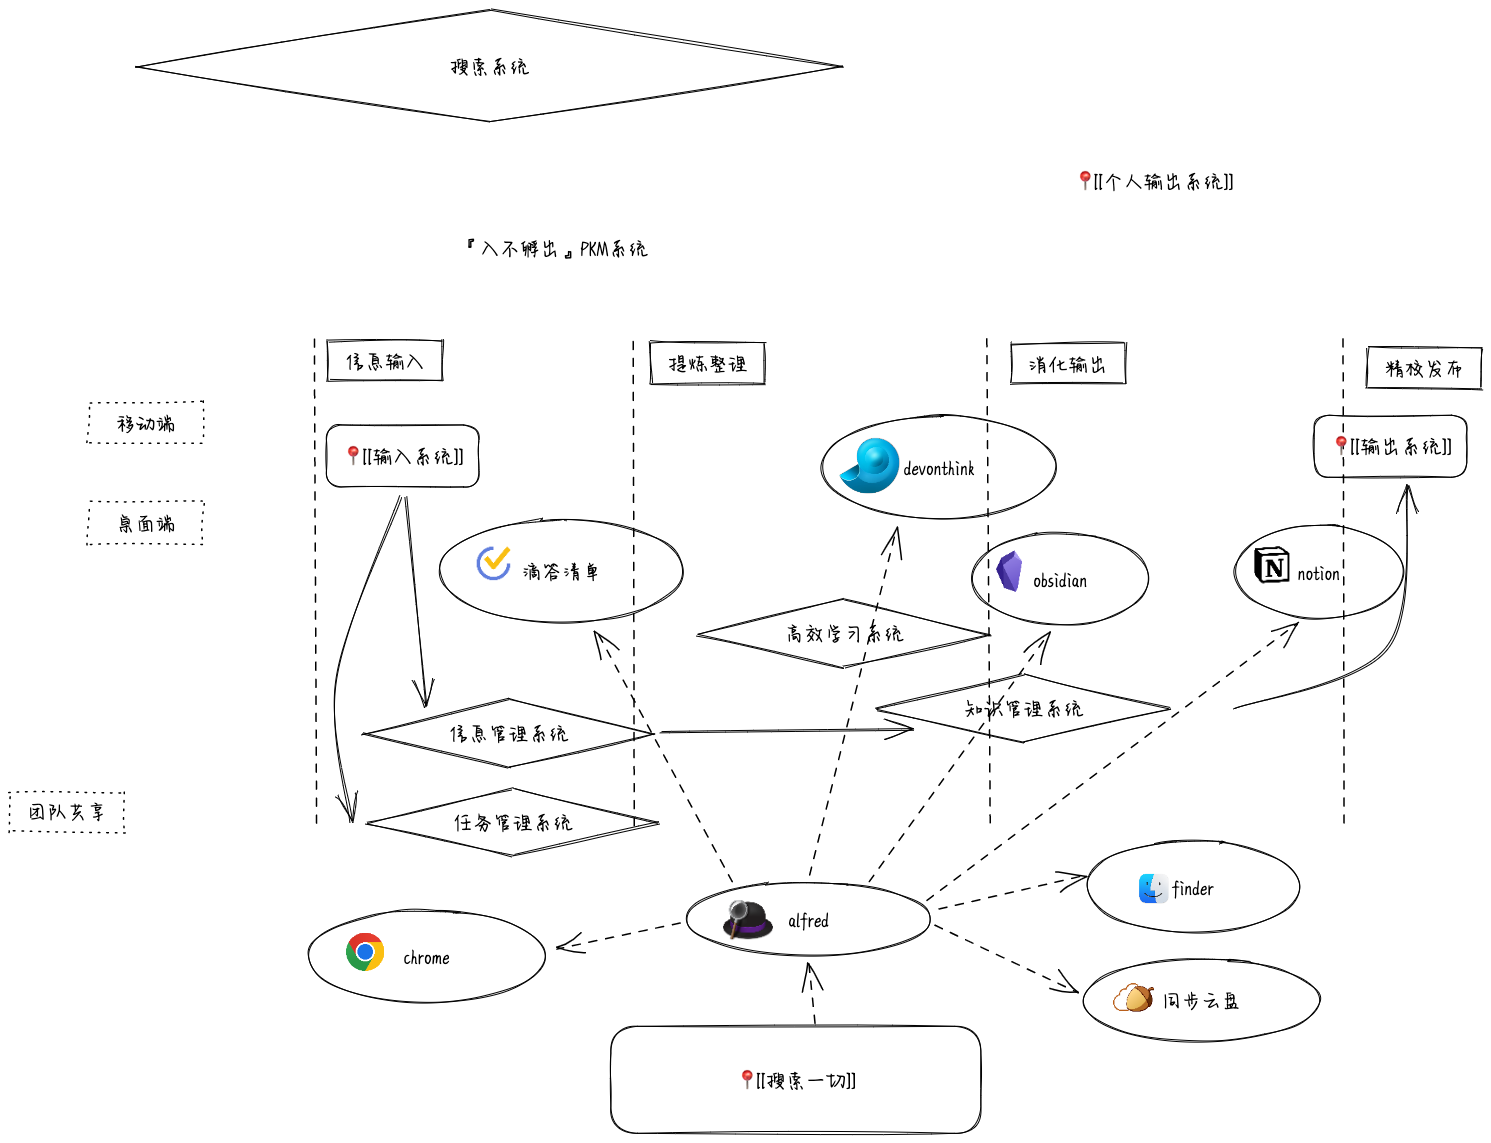 搜索系统
📍[[个人输出系统]]
『入不孵出』PKM系统
信息输入
提炼整理
消化输出
精校发布
移动端
📍[[输入系统]]
📍[[输出系统]]
devonthink
桌面端
滴答清单
obsidian
notion
高效学习系统
知识管理系统
信息管理系统
团队共享
任务管理系统
finder
alfred
chrome
同步云盘
📍[[搜索一切]]